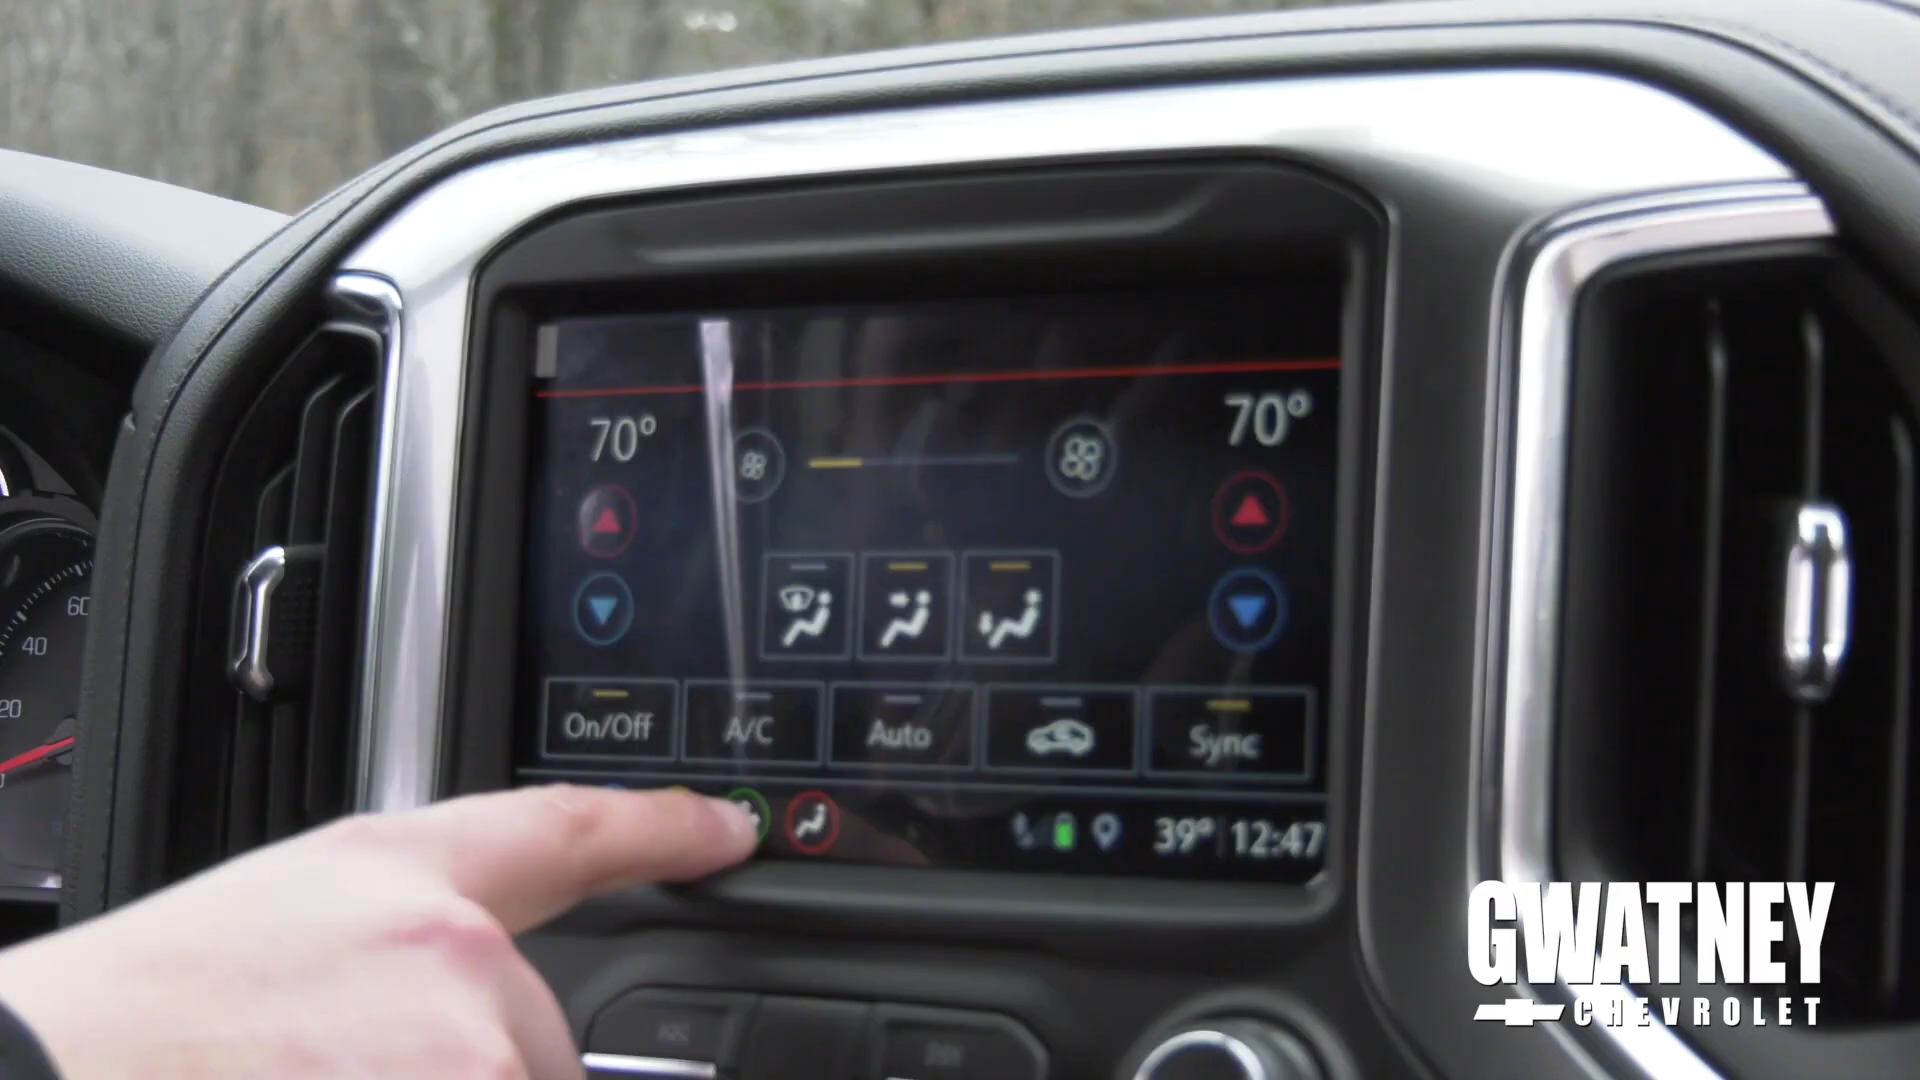 70°
70°
On/Off
A/C
Auto
Sync
39° 12:47
60
40
20
GWATNEY
CHEVROLET